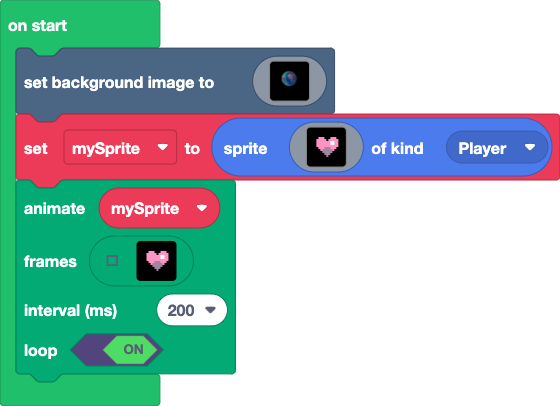 on start
set background image to
set mySprite to sprite of kind Player
animate mySprite
frames
interval (ms) 200
loop ON